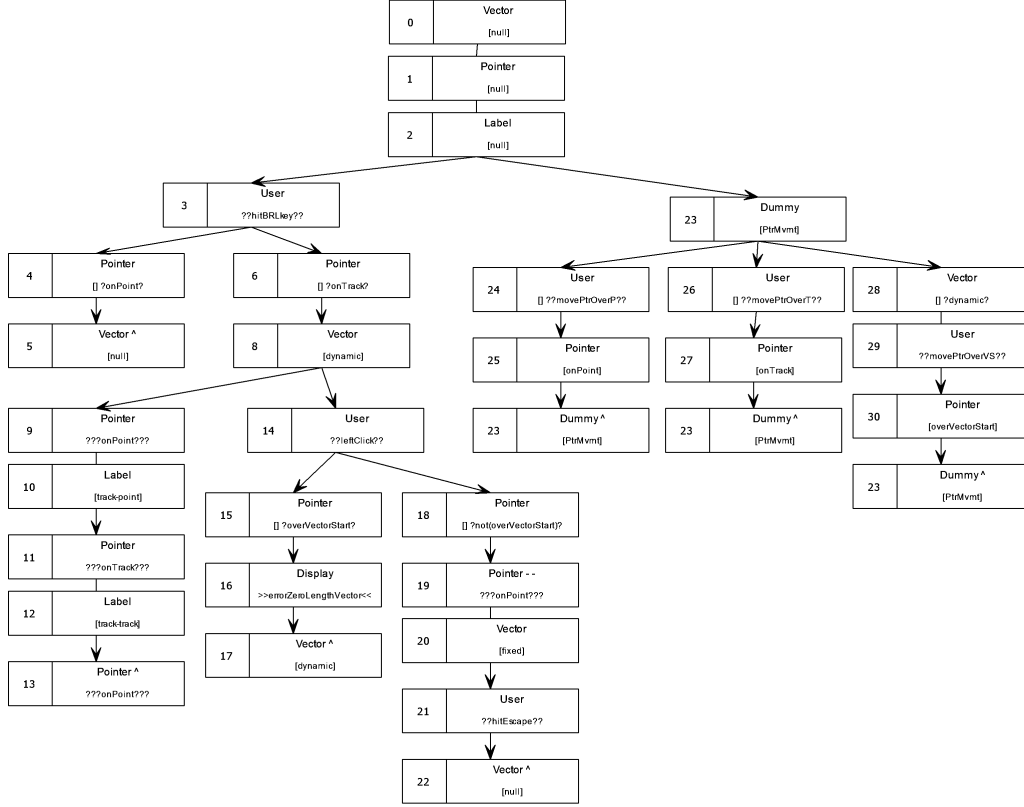 0
Vector
[null]
1
Pointer
[null]
2
Label
[null]
3
User
??hitBRLkey??
23
Dummy
[PtrMvmt]
4
Pointer
[] ?onPoint?
6
Pointer
[] ?onTrack?
24
User
[] ??movePtrOverP??
26
User
[] ??movePtrOverT??
28
Vector
[] ?dynamic?
5
Vector ^
[null]
8
Vector
[dynamic]
25
Pointer
[onPoint]
27
Pointer
[onTrack]
29
User
??movePtrOverVS??
9
Pointer
???onPoint???
14
User
??leftClick??
23
Dummy ^
[PtrMvmt]
23
Dummy ^
[PtrMvmt]
30
Pointer
[overVectorStart]
10
Label
[track-point]
23
Dummy ^
[PtrMvmt]
15
Pointer
[] ?overVectorStart?
18
Pointer
[] ?not(overVectorStart)?
11
Pointer
???onTrack???
16
Display
>>errorZeroLengthVector<<
19
Pointer - -
???onPoint???
12
Label
[track-track]
20
Vector
[fixed]
17
Vector ^
[dynamic]
13
Pointer ^
???onPoint???
21
User
??hitEscape??
22
Vector ^
[null]